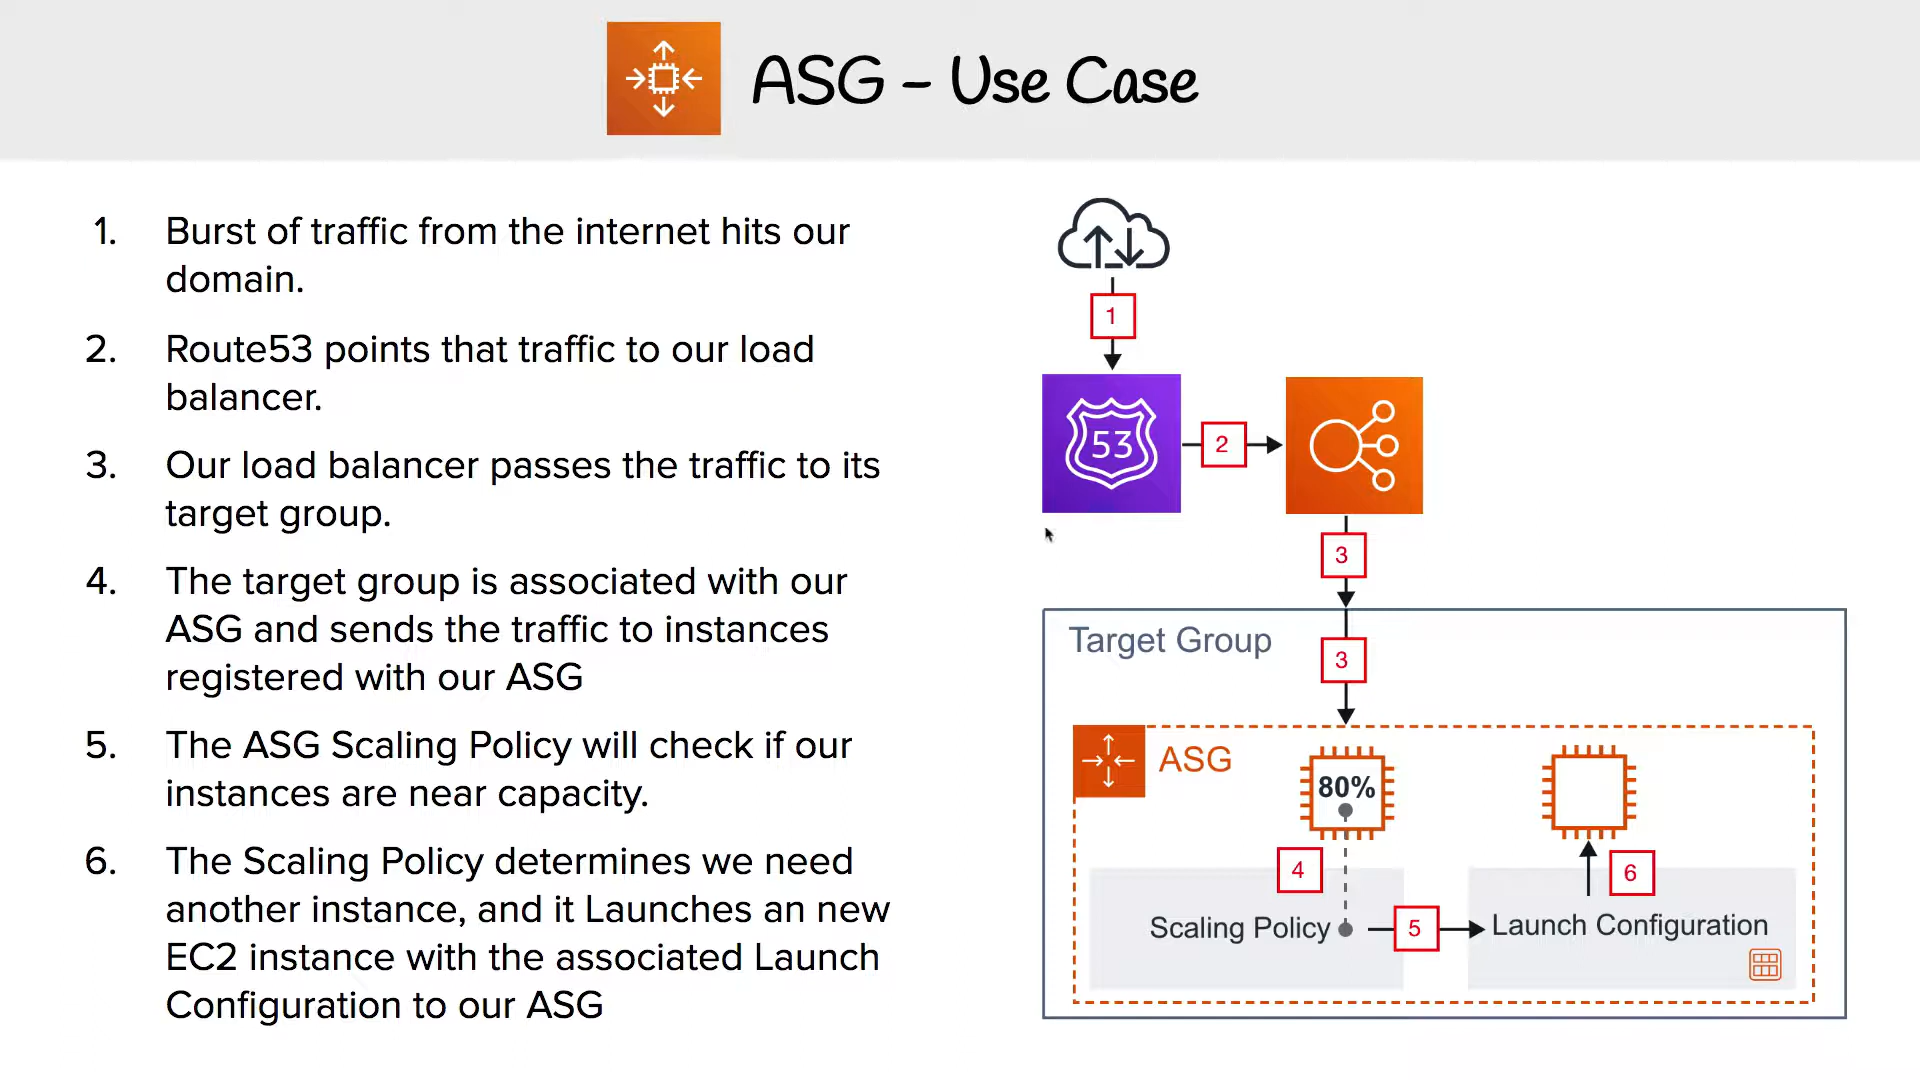 ASG – Use Case
1. Burst of traffic from the internet hits our
domain.
2. Route53 points that traffic to our load
balancer.
3. Our load balancer passes the traffic to its
target group.
4. The target group is associated with our
ASG and sends the traffic to instances
registered with our ASG
5. The ASG Scaling Policy will check if our
instances are near capacity.
6. The Scaling Policy determines we need
another instance, and it Launches an new
EC2 instance with the associated Launch
Configuration to our ASG
1
53
2
3
Target Group
3
ASG
80%
4
6
Scaling Policy
5
Launch Configuration